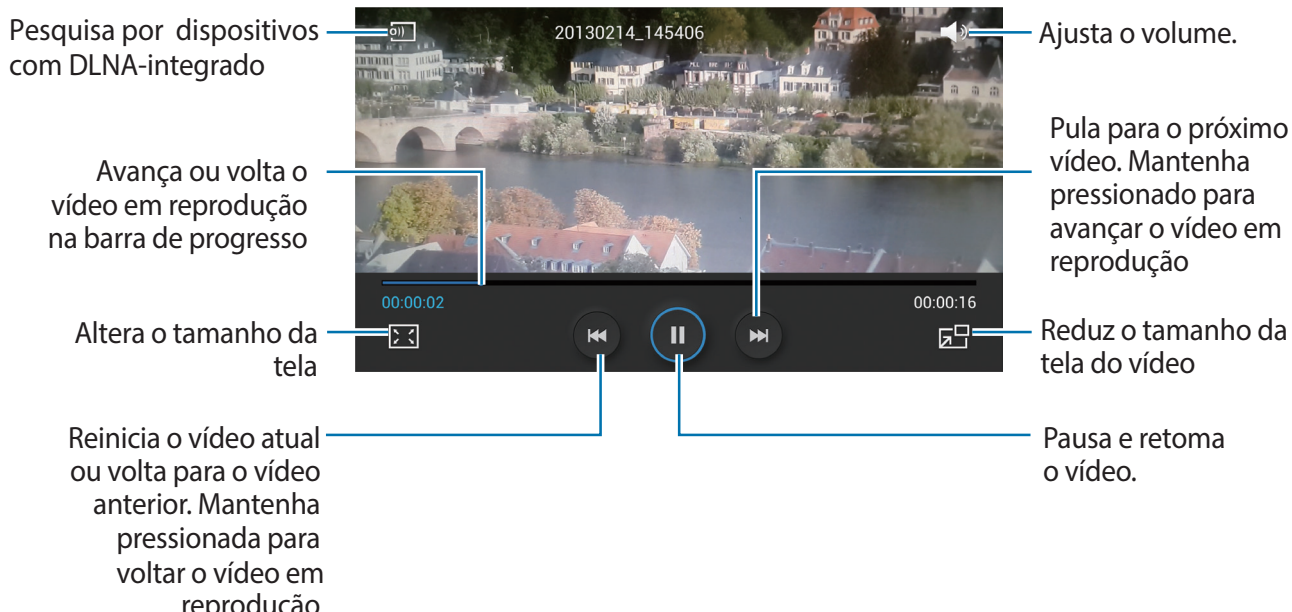 Pesquisa por dispositivos
com DLNA-integrado
20130214_145406
Ajusta o volume.
Avança ou volta o
vídeo em reprodução
na barra de progresso
Pula para o próximo
vídeo. Mantenha
pressionado para
avançar o vídeo em
reprodução
00:00:02
00:00:16
Altera o tamanho da
tela
Reduz o tamanho da
tela do vídeo
Reinicia o vídeo atual
ou volta para o vídeo
anterior. Mantenha
pressionada para
voltar o vídeo em
reprodução
Pausa e retoma
o vídeo.